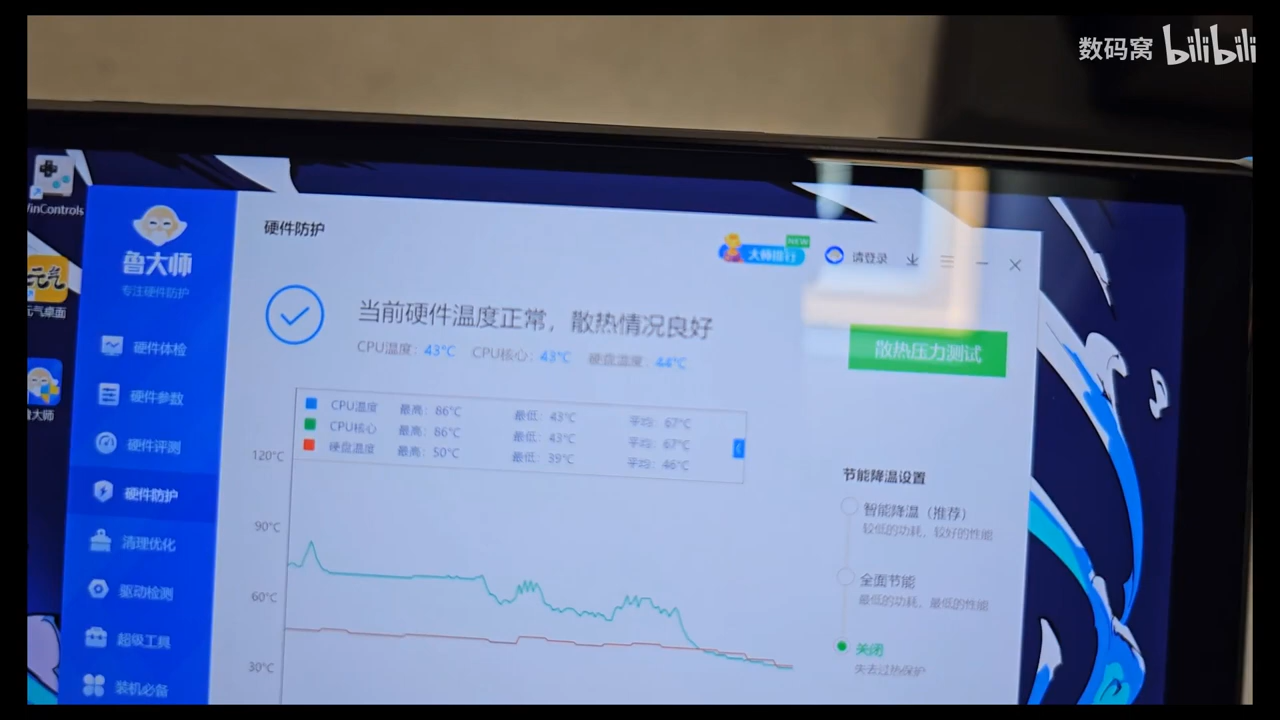 数码窝 bilibili
WinControls
元气
元气桌面
鲁大师
鲁大师
专注硬件防护
硬件体检
硬件参数
硬件评测
硬件防护
清理优化
驱动检测
超级工具
装机必备
硬件防护
大师排行
NEW
请登录
当前硬件温度正常，散热情况良好
CPU温度：43°C CPU核心：43°C 硬盘温度：44°C
散热压力测试
CPU温度 最高：86°C 最低：43°C 平均：67°C
CPU核心 最高：86°C 最低：43°C 平均：67°C
硬盘温度 最高：50°C 最低：39°C 平均：46°C
120°C
90°C
60°C
30°C
节能降温设置
智能降温（推荐）
较低的功耗，较好的性能
全面节能
最低的功耗，最低的性能
关闭
失去过热保护